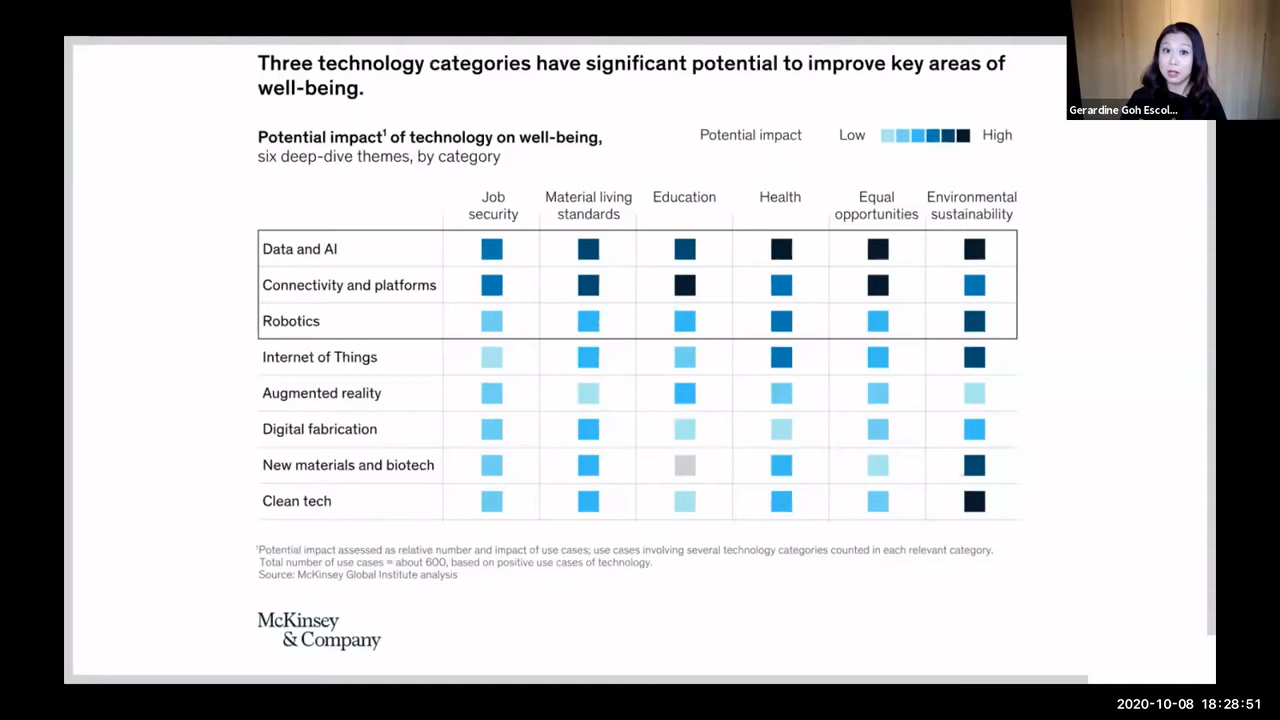 Three technology categories have significant potential to improve key areas of
well-being.
Gerardine Goh Escol...
Potential impact¹ of technology on well-being,
six deep-dive themes, by category
Potential impact Low High
Job
security
Material living
standards
Education
Health
Equal
opportunities
Environmental
sustainability
Data and AI
Connectivity and platforms
Robotics
Internet of Things
Augmented reality
Digital fabrication
New materials and biotech
Clean tech
¹Potential impact assessed as relative number and impact of use cases; use cases involving several technology categories counted in each relevant category.
Total number of use cases = about 600, based on positive use cases of technology.
Source: McKinsey Global Institute analysis
McKinsey
& Company
2020-10-08 18:28:51